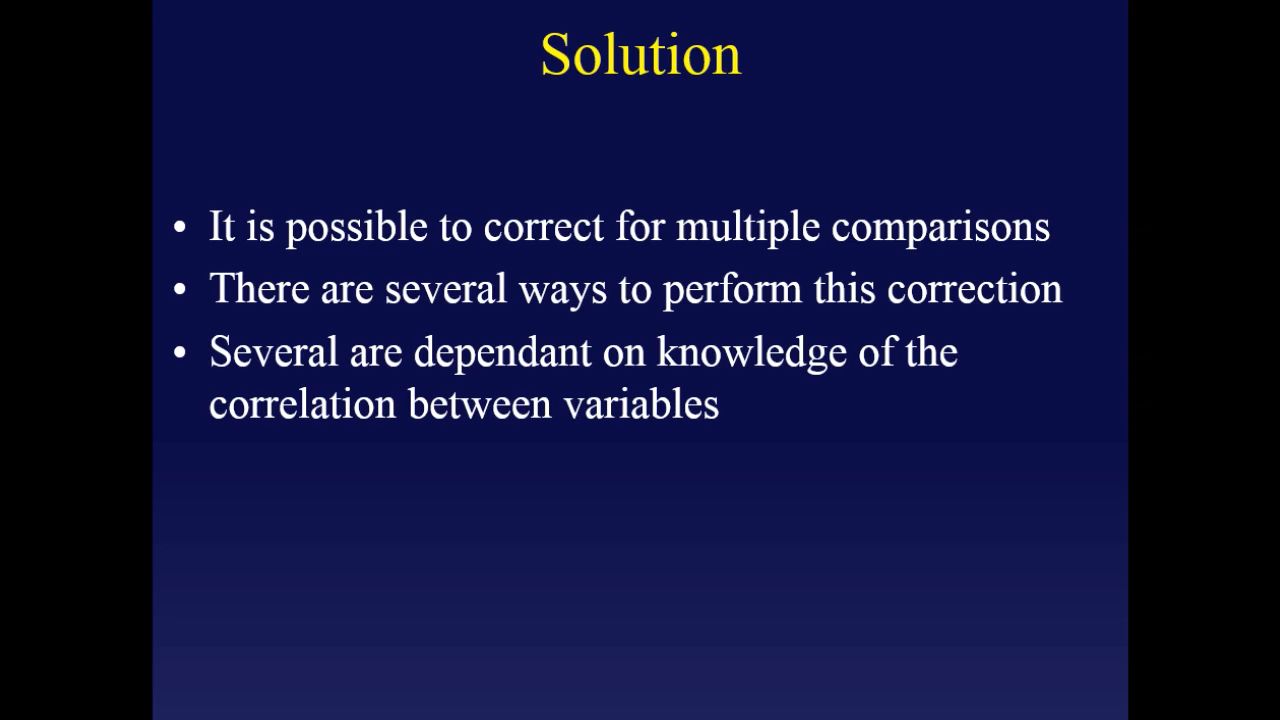 Solution
• It is possible to correct for multiple comparisons
• There are several ways to perform this correction
• Several are dependant on knowledge of the
correlation between variables